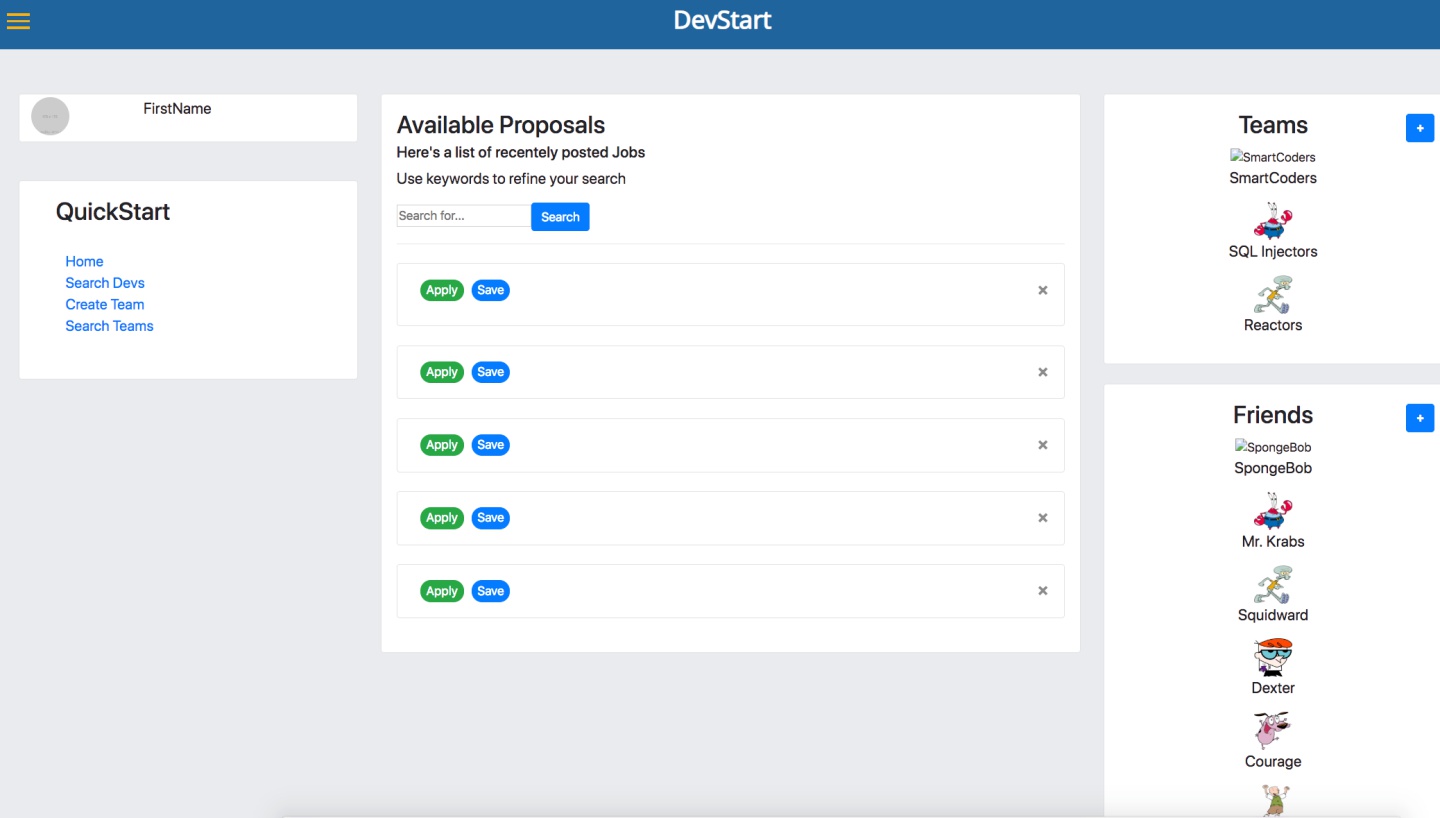 DevStart
FirstName
QuickStart
Home
Search Devs
Create Team
Search Teams
Available Proposals
Here's a list of recentely posted Jobs
Use keywords to refine your search
Search for...
Search
Apply Save ×
Apply Save ×
Apply Save ×
Apply Save ×
Apply Save ×
Teams
+
SmartCoders
SmartCoders
SQL Injectors
Reactors
Friends
+
SpongeBob
SpongeBob
Mr. Krabs
Squidward
Dexter
Courage